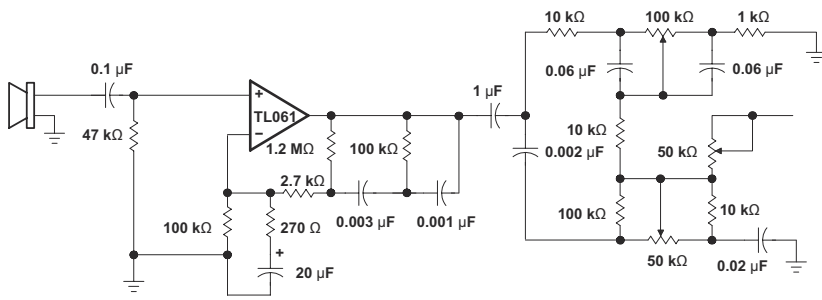 10 kΩ
100 kΩ
1 kΩ
0.1 µF
1 µF
0.06 µF
0.06 µF
+
TL061
−
47 kΩ
1.2 MΩ
100 kΩ
10 kΩ
0.002 µF
50 kΩ
2.7 kΩ
100 kΩ
270 Ω
0.003 µF
0.001 µF
100 kΩ
10 kΩ
+
20 µF
50 kΩ
0.02 µF